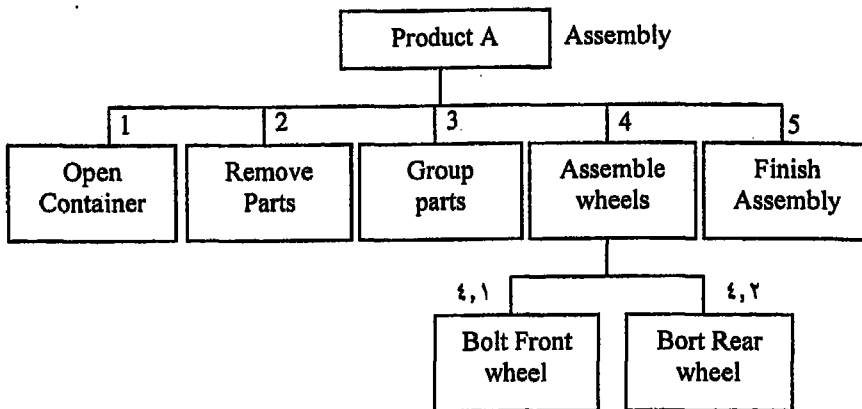 Product A
Assembly
1
2
3
4
5
Open
Container
Remove
Parts
Group
parts
Assemble
wheels
Finish
Assembly
٤,١
٤,٢
Bolt Front
wheel
Bort Rear
wheel